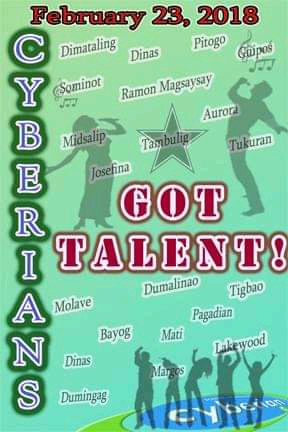 February 23, 2018
CYBERIANS
Dimataling
Dinas
Pitogo
Guipos
Sominot
Ramon Magsaysay
Aurora
Midsalip
Tambulig
Tukuran
Josefina
GOT
TALENT!
Dumalinao
Tigbao
Molave
Pagadian
Bayog
Mati
Lakewood
Dinas
Margos
Dumingag